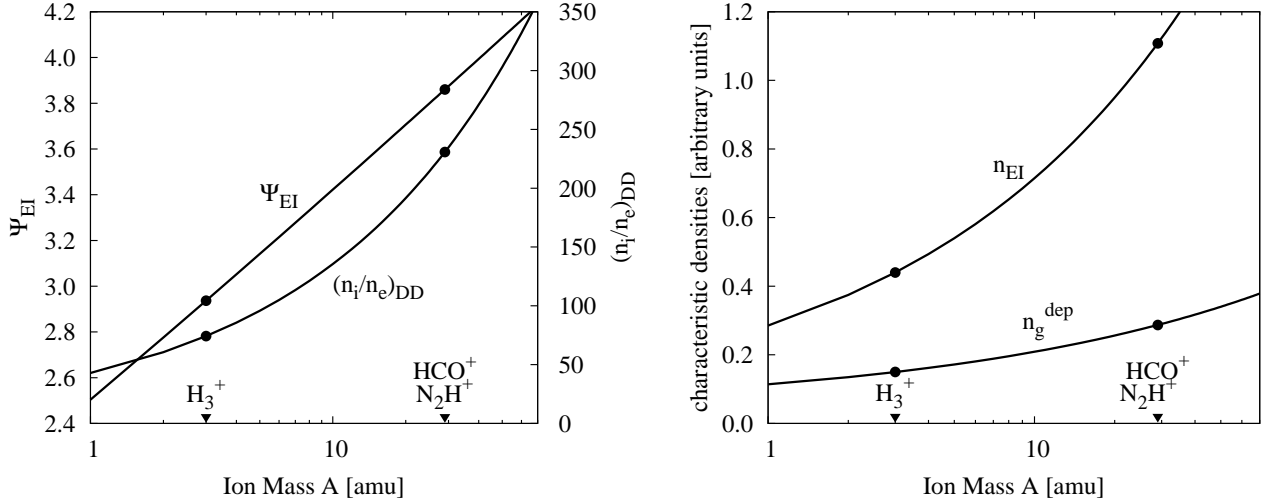 4.2
4.0
3.8
3.6
3.4
3.2
3.0
2.8
2.6
2.4
Ψ_EI
350
300
250
200
150
100
50
0
(n_i/n_e)_DD
Ψ_EI
(n_i/n_e)_DD
H_3^+
HCO^+
N_2H^+
1
10
Ion Mass A [amu]
1.2
1.0
0.8
0.6
0.4
0.2
0.0
characteristic densities [arbitrary units]
n_EI
n_g^dep
H_3^+
HCO^+
N_2H^+
1
10
Ion Mass A [amu]